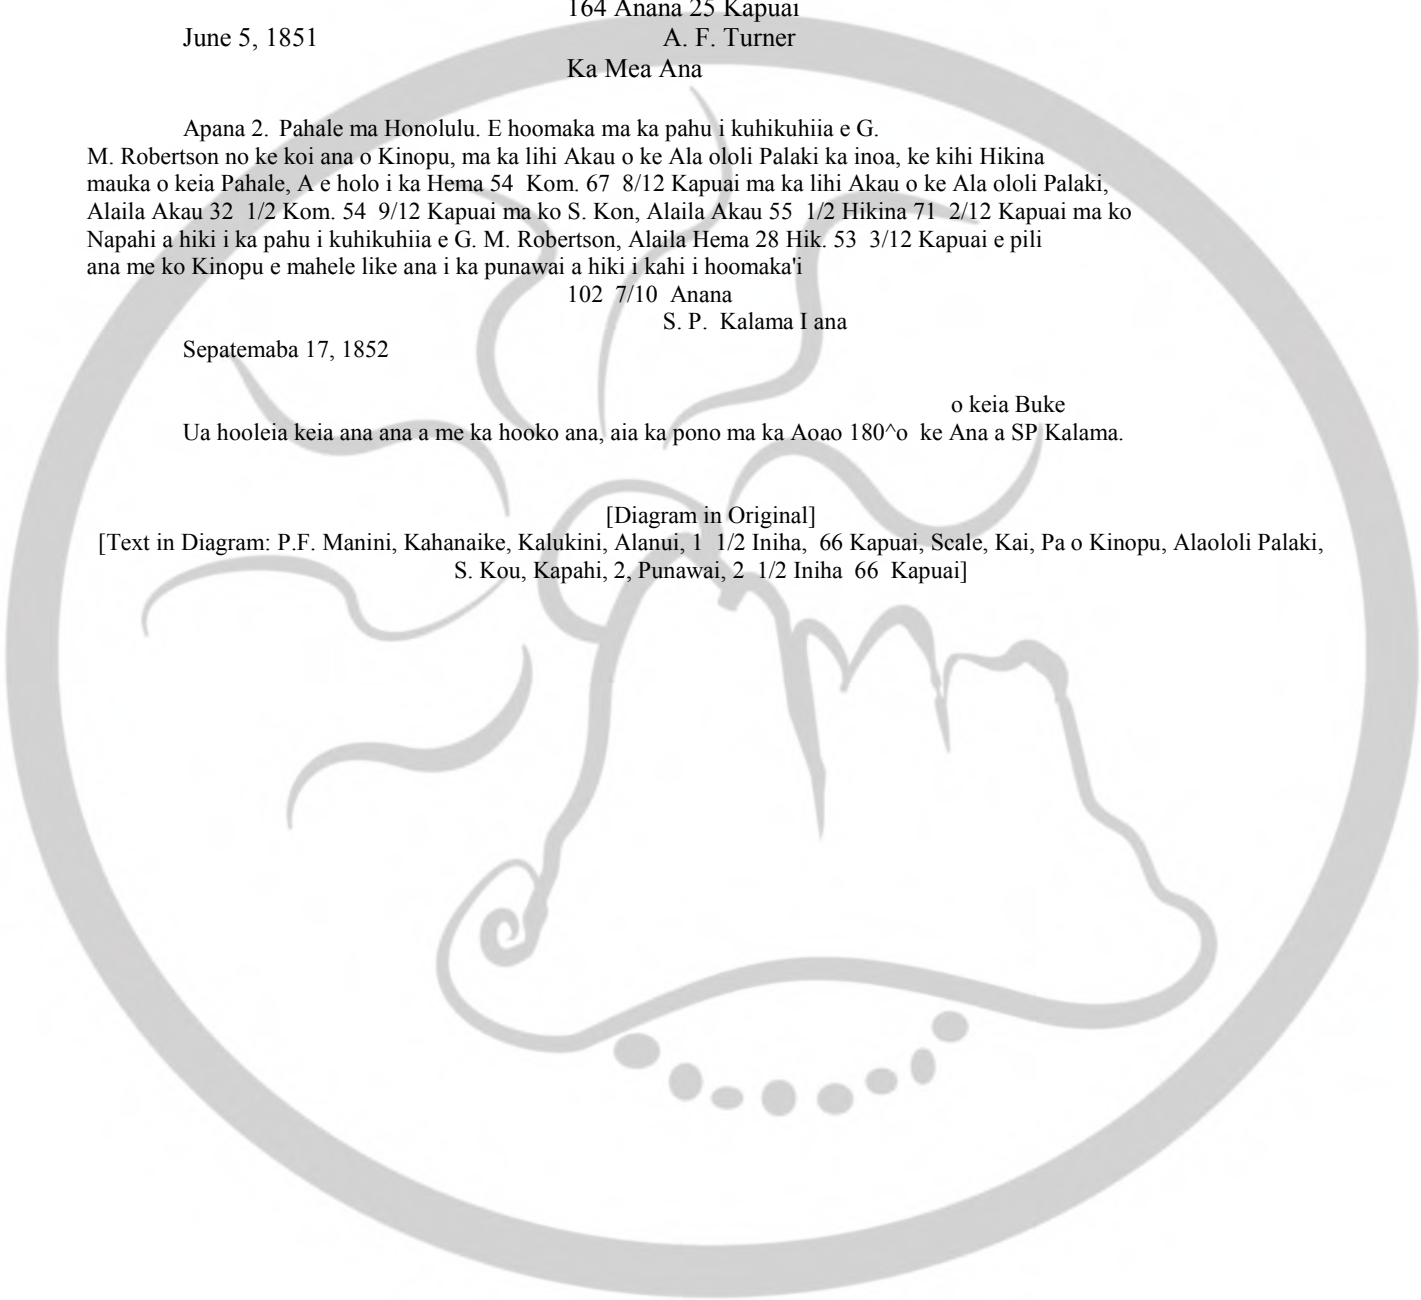 164 Anana 25 Kapuai
June 5, 1851 A. F. Turner
Ka Mea Ana
Apana 2. Pahale ma Honolulu. E hoomaka ma ka pahu i kuhikuhiia e G.
M. Robertson no ke koi ana o Kinopu, ma ka lihi Akau o ke Ala ololi Palaki ka inoa, ke kihi Hikina
mauka o keia Pahale, A e holo i ka Hema 54 Kom. 67 8/12 Kapuai ma ka lihi Akau o ke Ala ololi Palaki,
Alaila Akau 32 1/2 Kom. 54 9/12 Kapuai ma ko S. Kon, Alaila Akau 55 1/2 Hikina 71 2/12 Kapuai ma ko
Napahi a hiki i ka pahu i kuhikuhiia e G. M. Robertson, Alaila Hema 28 Hik. 53 3/12 Kapuai e pili
ana me ko Kinopu e mahele like ana i ka punawai a hiki i kahi i hoomaka'i
102 7/10 Anana
S. P. Kalama I ana
Sepatemaba 17, 1852
o keia Buke
Ua hooleia keia ana ana a me ka hooko ana, aia ka pono ma ka Aoao 180^o ke Ana a SP Kalama.
[Diagram in Original]
[Text in Diagram: P.F. Manini, Kahanaike, Kalukini, Alanui, 1 1/2 Iniha, 66 Kapuai, Scale, Kai, Pa o Kinopu, Alaololi Palaki,
S. Kou, Kapahi, 2, Punawai, 2 1/2 Iniha 66 Kapuai]